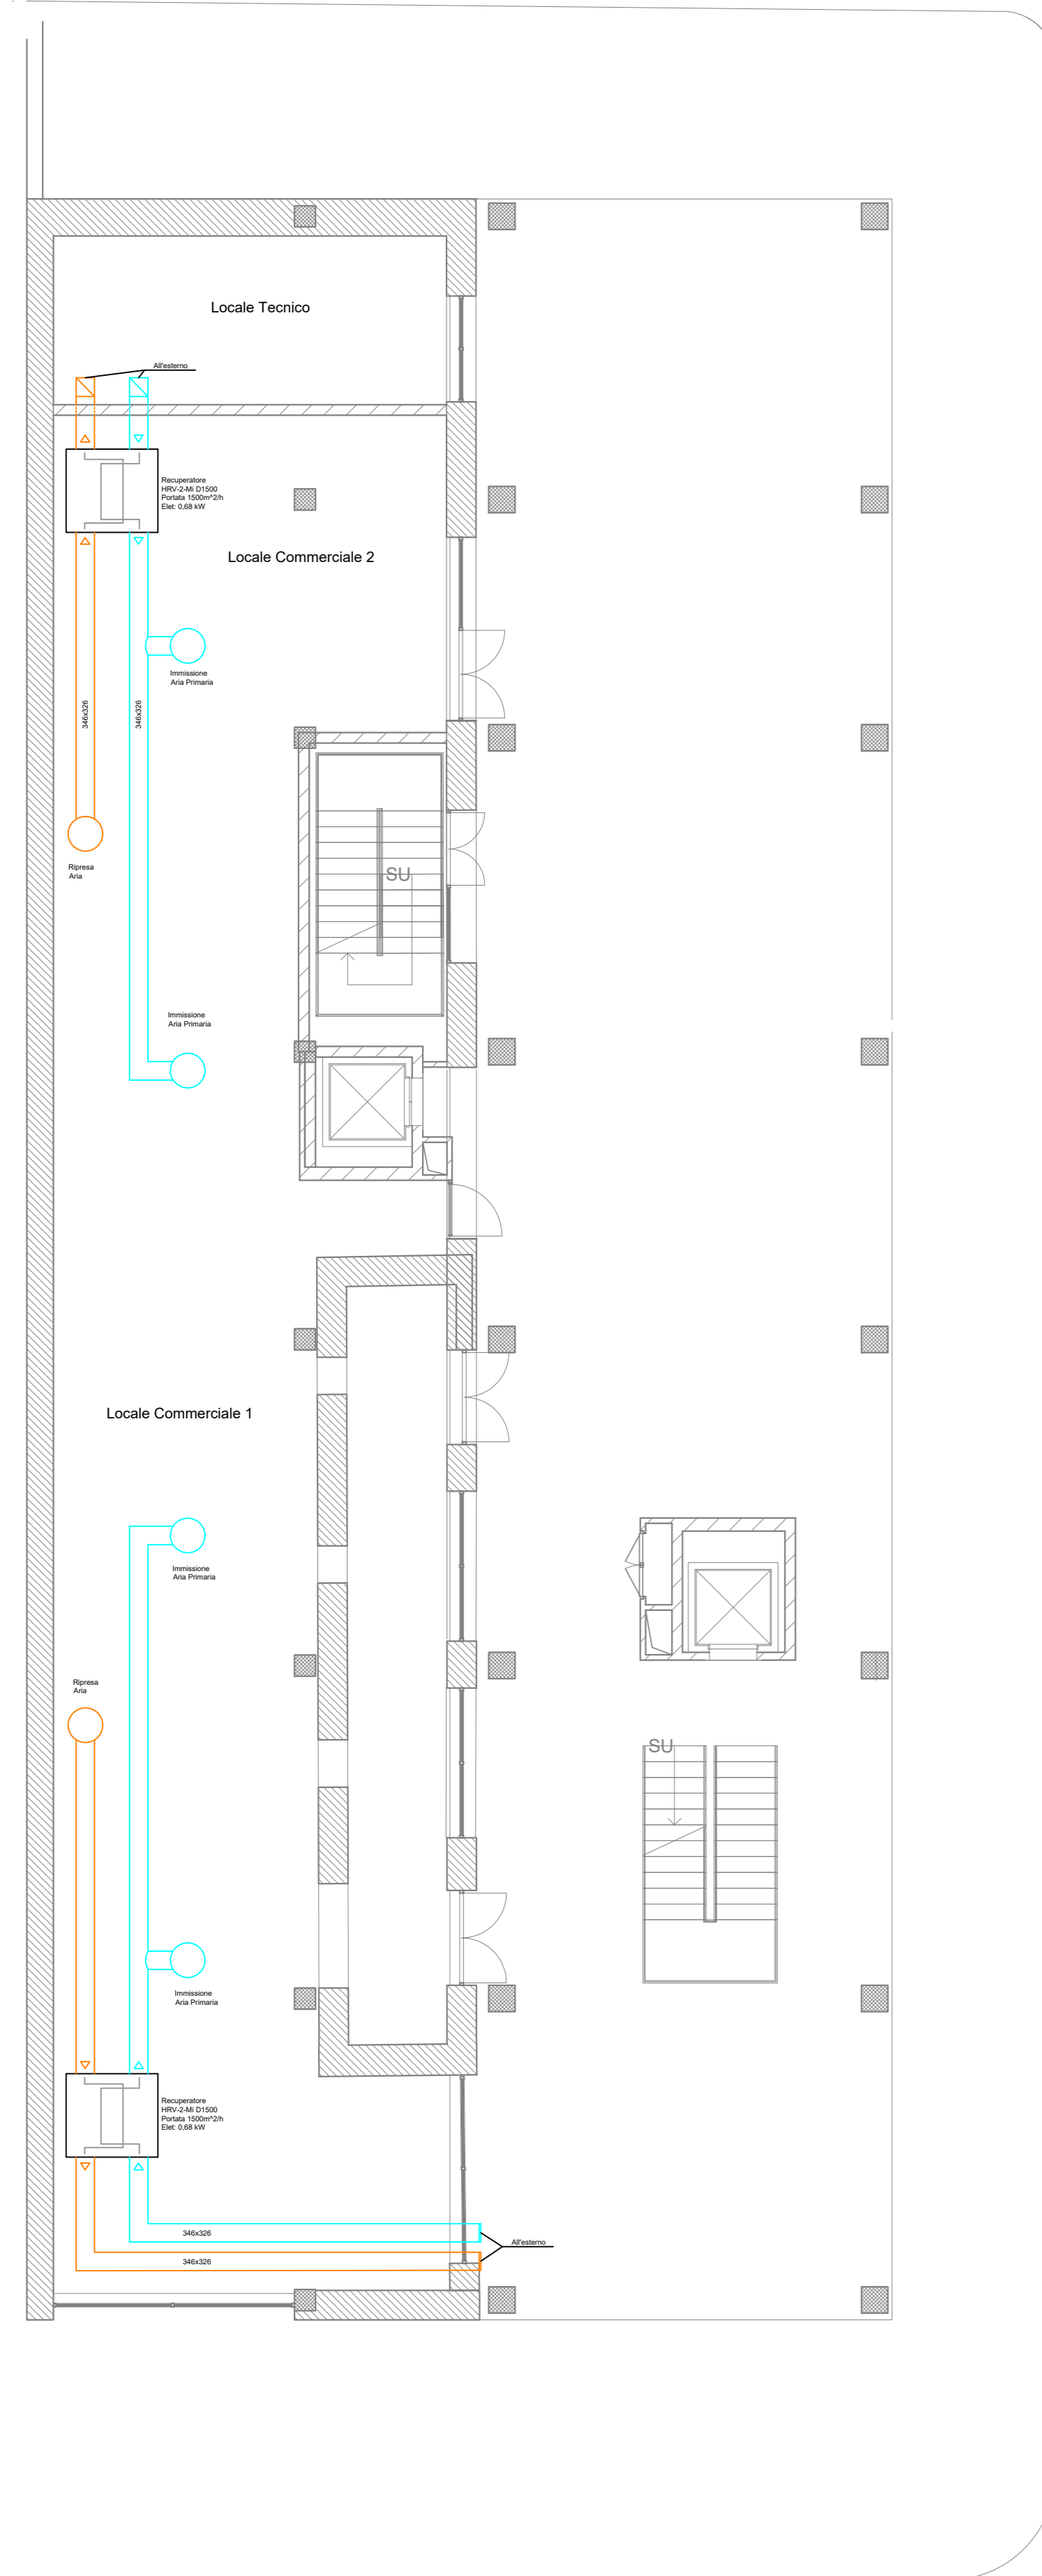 Locale Tecnico
All'esterno
Recuperatore
HRV-2-Mi D1500
Portata 1500m^2/h
Elet: 0,68 kW
Locale Commerciale 2
Immissione
Aria Primaria
346x326
346x326
Ripresa
Aria
SU
Immissione
Aria Primaria
Locale Commerciale 1
Immissione
Aria Primaria
Ripresa
Aria
SU
Immissione
Aria Primaria
Recuperatore
HRV-2-Mi D1500
Portata 1500m^2/h
Elet: 0,68 kW
346x326
All'esterno
346x326